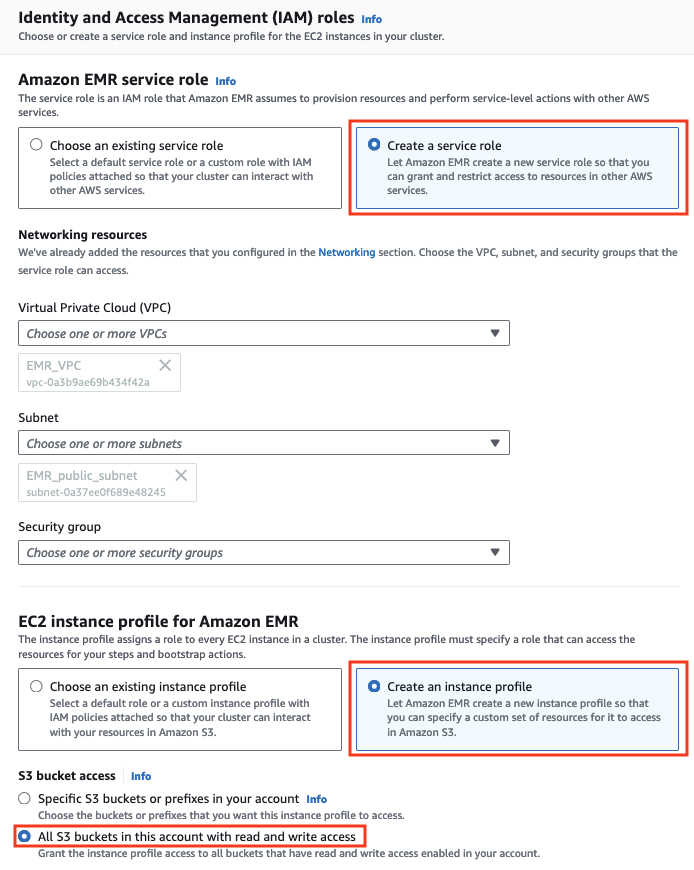 Identity and Access Management (IAM) roles Info
Choose or create a service role and instance profile for the EC2 instances in your cluster.
Amazon EMR service role Info
The service role is an IAM role that Amazon EMR assumes to provision resources and perform service-level actions with other AWS
services.
Choose an existing service role
Select a default service role or a custom role with IAM
policies attached so that your cluster can interact with
other AWS services.
Create a service role
Let Amazon EMR create a new service role so that you
can grant and restrict access to resources in other AWS
services.
Networking resources
We've already added the resources that you configured in the Networking section. Choose the VPC, subnet, and security groups that the
service role can access.
Virtual Private Cloud (VPC)
Choose one or more VPCs
EMR_VPC
vpc-0a3b9ae69b434f42a
Subnet
Choose one or more subnets
EMR_public_subnet
subnet-0a37ee0f689e48245
Security group
Choose one or more security groups
EC2 instance profile for Amazon EMR
The instance profile assigns a role to every EC2 instance in a cluster. The instance profile must specify a role that can access the
resources for your steps and bootstrap actions.
Choose an existing instance profile
Select a default role or a custom instance profile with
IAM policies attached so that your cluster can interact
with your resources in Amazon S3.
Create an instance profile
Let Amazon EMR create a new instance profile so that
you can specify a custom set of resources for it to access
in Amazon S3.
S3 bucket access Info
Specific S3 buckets or prefixes in your account Info
Choose the buckets or prefixes that you want this instance profile to access.
All S3 buckets in this account with read and write access
Grant the instance profile access to all buckets that have read and write access enabled in your account.